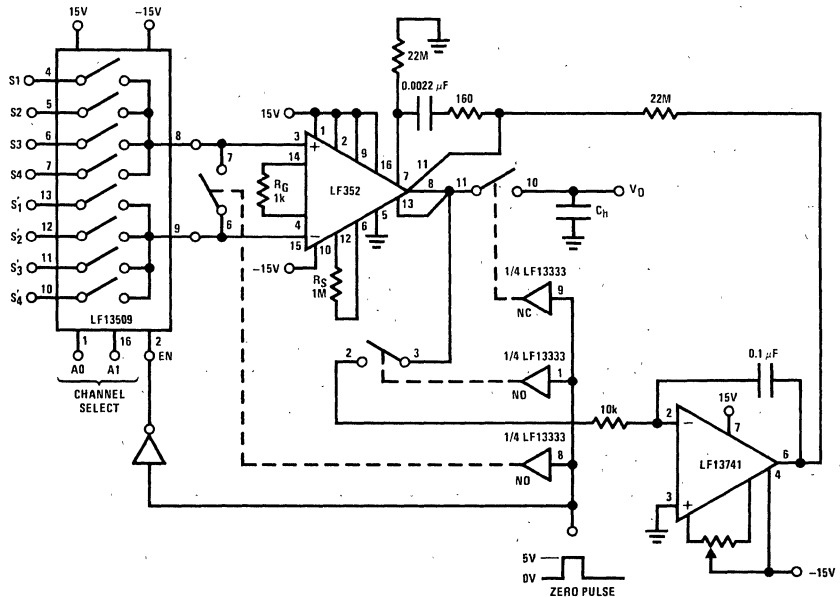 15V
-15V
S1
4
S2
5
S3
6
S4
7
S'1
13
S'2
12
S'3
11
S'4
10
8
9
LF13509
1
16
2
A0
A1
EN
CHANNEL
SELECT
7
6
15V
3
1
2
9
16
14
RG
1k
4
15
LF352
-15V
10
12
6
5
RS
1M
7
11
8
13
22M
0.0022 μF
160
22M
11
10
VO
Ch
1/4 LF13333
9
NC
2
3
1/4 LF13333
1
NO
1/4 LF13333
8
NO
10k
0.1 μF
2
15V
7
LF13741
6
4
3
-15V
5V
0V
ZERO PULSE